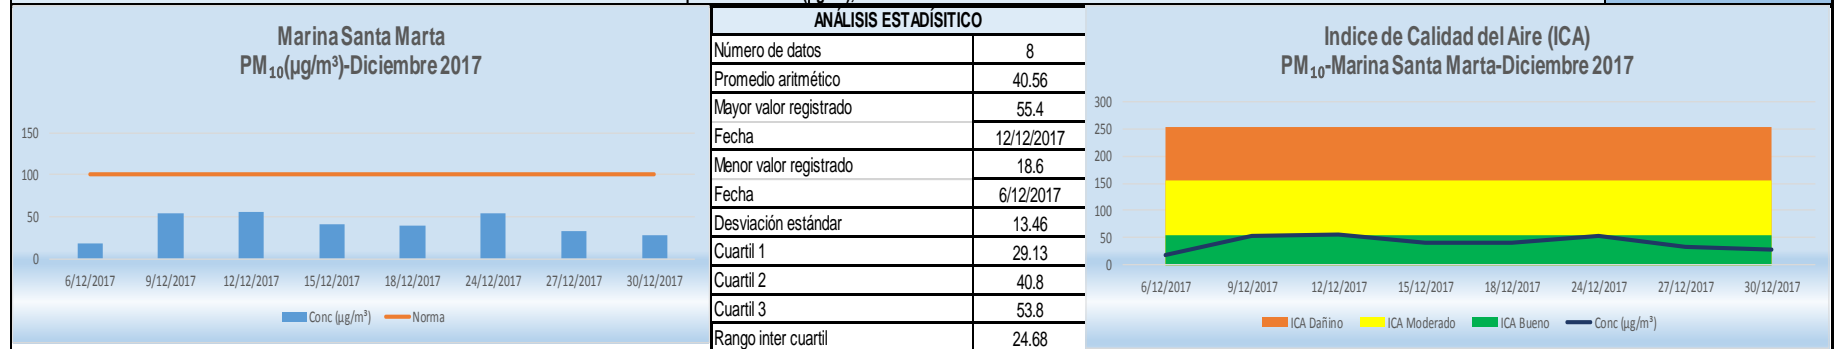 Marina Santa Marta
PM₁₀(µg/m³)-Diciembre 2017
150
100
50
0
6/12/2017 9/12/2017 12/12/2017 15/12/2017 18/12/2017 24/12/2017 27/12/2017 30/12/2017
Conc (µg/m³) Norma
ANÁLISIS ESTADÍSITICO
Número de datos 8
Promedio aritmético 40.56
Mayor valor registrado 55.4
Fecha 12/12/2017
Menor valor registrado 18.6
Fecha 6/12/2017
Desviación estándar 13.46
Cuartil 1 29.13
Cuartil 2 40.8
Cuartil 3 53.8
Rango inter cuartil 24.68
Indice de Calidad del Aire (ICA)
PM₁₀-Marina Santa Marta-Diciembre 2017
300
250
200
150
100
50
0
6/12/2017 9/12/2017 12/12/2017 15/12/2017 18/12/2017 24/12/2017 27/12/2017 30/12/2017
ICA Dañino ICA Moderado ICA Bueno Conc (µg/m³)